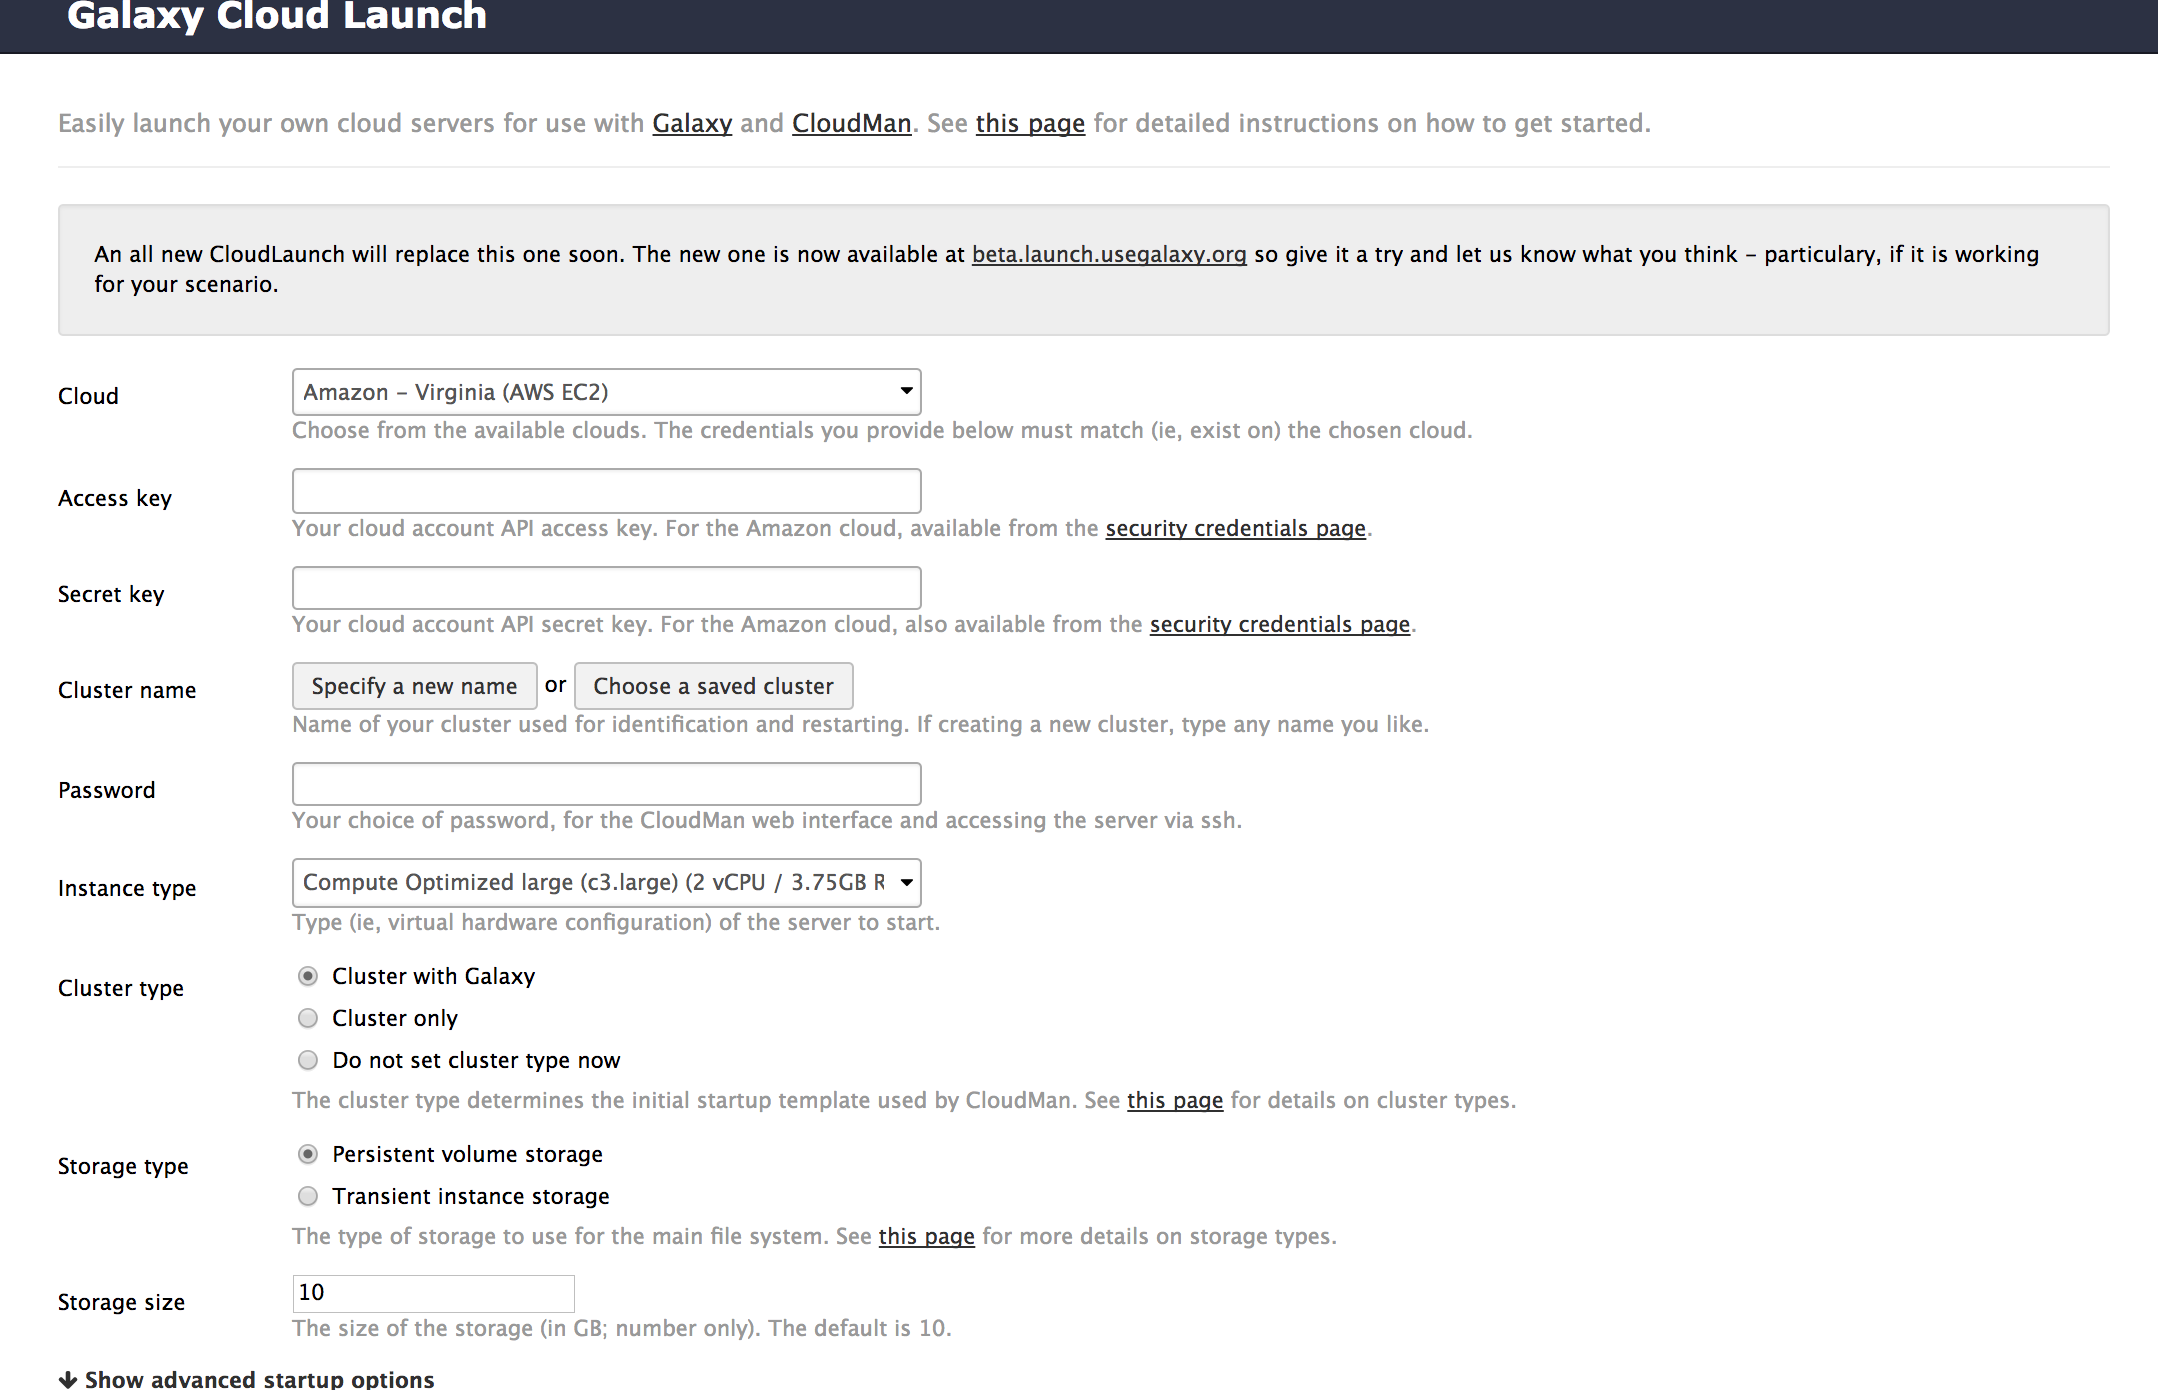 Galaxy Cloud Launch
Easily launch your own cloud servers for use with Galaxy and CloudMan. See this page for detailed instructions on how to get started.
An all new CloudLaunch will replace this one soon. The new one is now available at beta.launch.usegalaxy.org so give it a try and let us know what you think – particulary, if it is working
for your scenario.
Cloud
Amazon – Virginia (AWS EC2)
Choose from the available clouds. The credentials you provide below must match (ie, exist on) the chosen cloud.
Access key
Your cloud account API access key. For the Amazon cloud, available from the security credentials page.
Secret key
Your cloud account API secret key. For the Amazon cloud, also available from the security credentials page.
Cluster name
Specify a new name or Choose a saved cluster
Name of your cluster used for identification and restarting. If creating a new cluster, type any name you like.
Password
Your choice of password, for the CloudMan web interface and accessing the server via ssh.
Instance type
Compute Optimized large (c3.large) (2 vCPU / 3.75GB R
Type (ie, virtual hardware configuration) of the server to start.
Cluster type
Cluster with Galaxy
Cluster only
Do not set cluster type now
The cluster type determines the initial startup template used by CloudMan. See this page for details on cluster types.
Storage type
Persistent volume storage
Transient instance storage
The type of storage to use for the main file system. See this page for more details on storage types.
Storage size
10
The size of the storage (in GB; number only). The default is 10.
Show advanced startup options